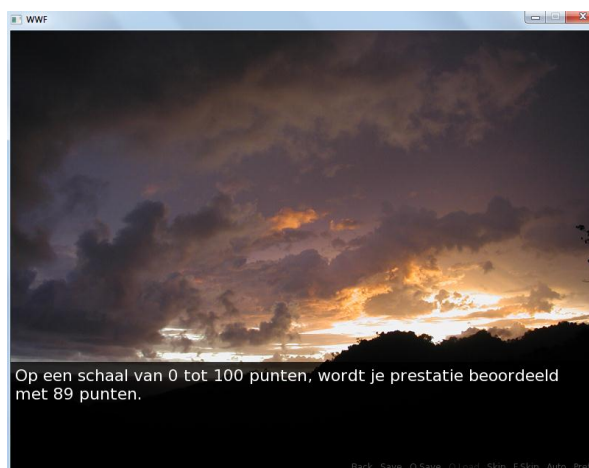 WWF
Op een schaal van 0 tot 100 punten, wordt je prestatie beoordeeld
met 89 punten.
Back Save Q.Save Q.Load Skip F.Skip Auto Pre